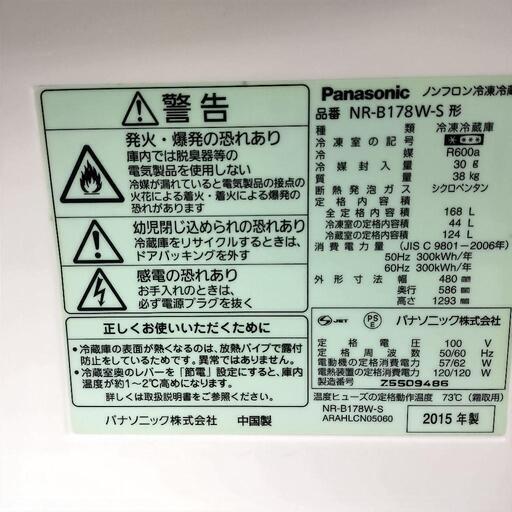 警告
発火・爆発の恐れあり
庫内では脱臭器等の
電気製品を使用しない
冷媒が漏れていると電気製品の接点の
火花による着火・着火による爆発の
恐れがあります
幼児閉じ込められの恐れあり
冷蔵庫をリサイクルするときは、
ドアパッキングを外す
感電の恐れあり
お手入れのときは、
必ず電源プラグを抜く
正しくお使いいただくために
・冷蔵庫の表面が熱くなるのは、放熱パイプで露付
防止をしているためです。異常ではありません。
・冷蔵室奥のレバーを「節電」設定にすると、庫内
温度が約1～2℃高めになります。
詳しくは取扱説明書をご参照ください。
パナソニック株式会社 中国製
Panasonic ノンフロン冷凍冷蔵
品番 NR-B178W-S 形
種類 冷凍冷蔵庫
冷凍室の記号
冷媒 R600a
冷媒封入量 30 g
質量 38 kg
断熱発泡ガス シクロペンタン
定格内容積
全定格内容積 168 L
冷凍室の定格内容積 44 L
冷蔵室の定格内容積 124 L
消費電力量 (JIS C 9801-2006年)
50Hz 300kWh/年
60Hz 300kWh/年
外形寸法 幅 480 mm
奥行 586 mm
高さ 1293 mm
JET PSE パナソニック株式会社
定格電圧 100 V
定格周波数 50/60 Hz
電動機の定格消費電力 57/62 W
電熱装置の定格消費電力 120/120 W
製造番号 Z5SD9486
温度ヒューズの定格動作温度 73℃ (霜取用)
NR-B178W-S
ARAHLCN05060
2015 年製